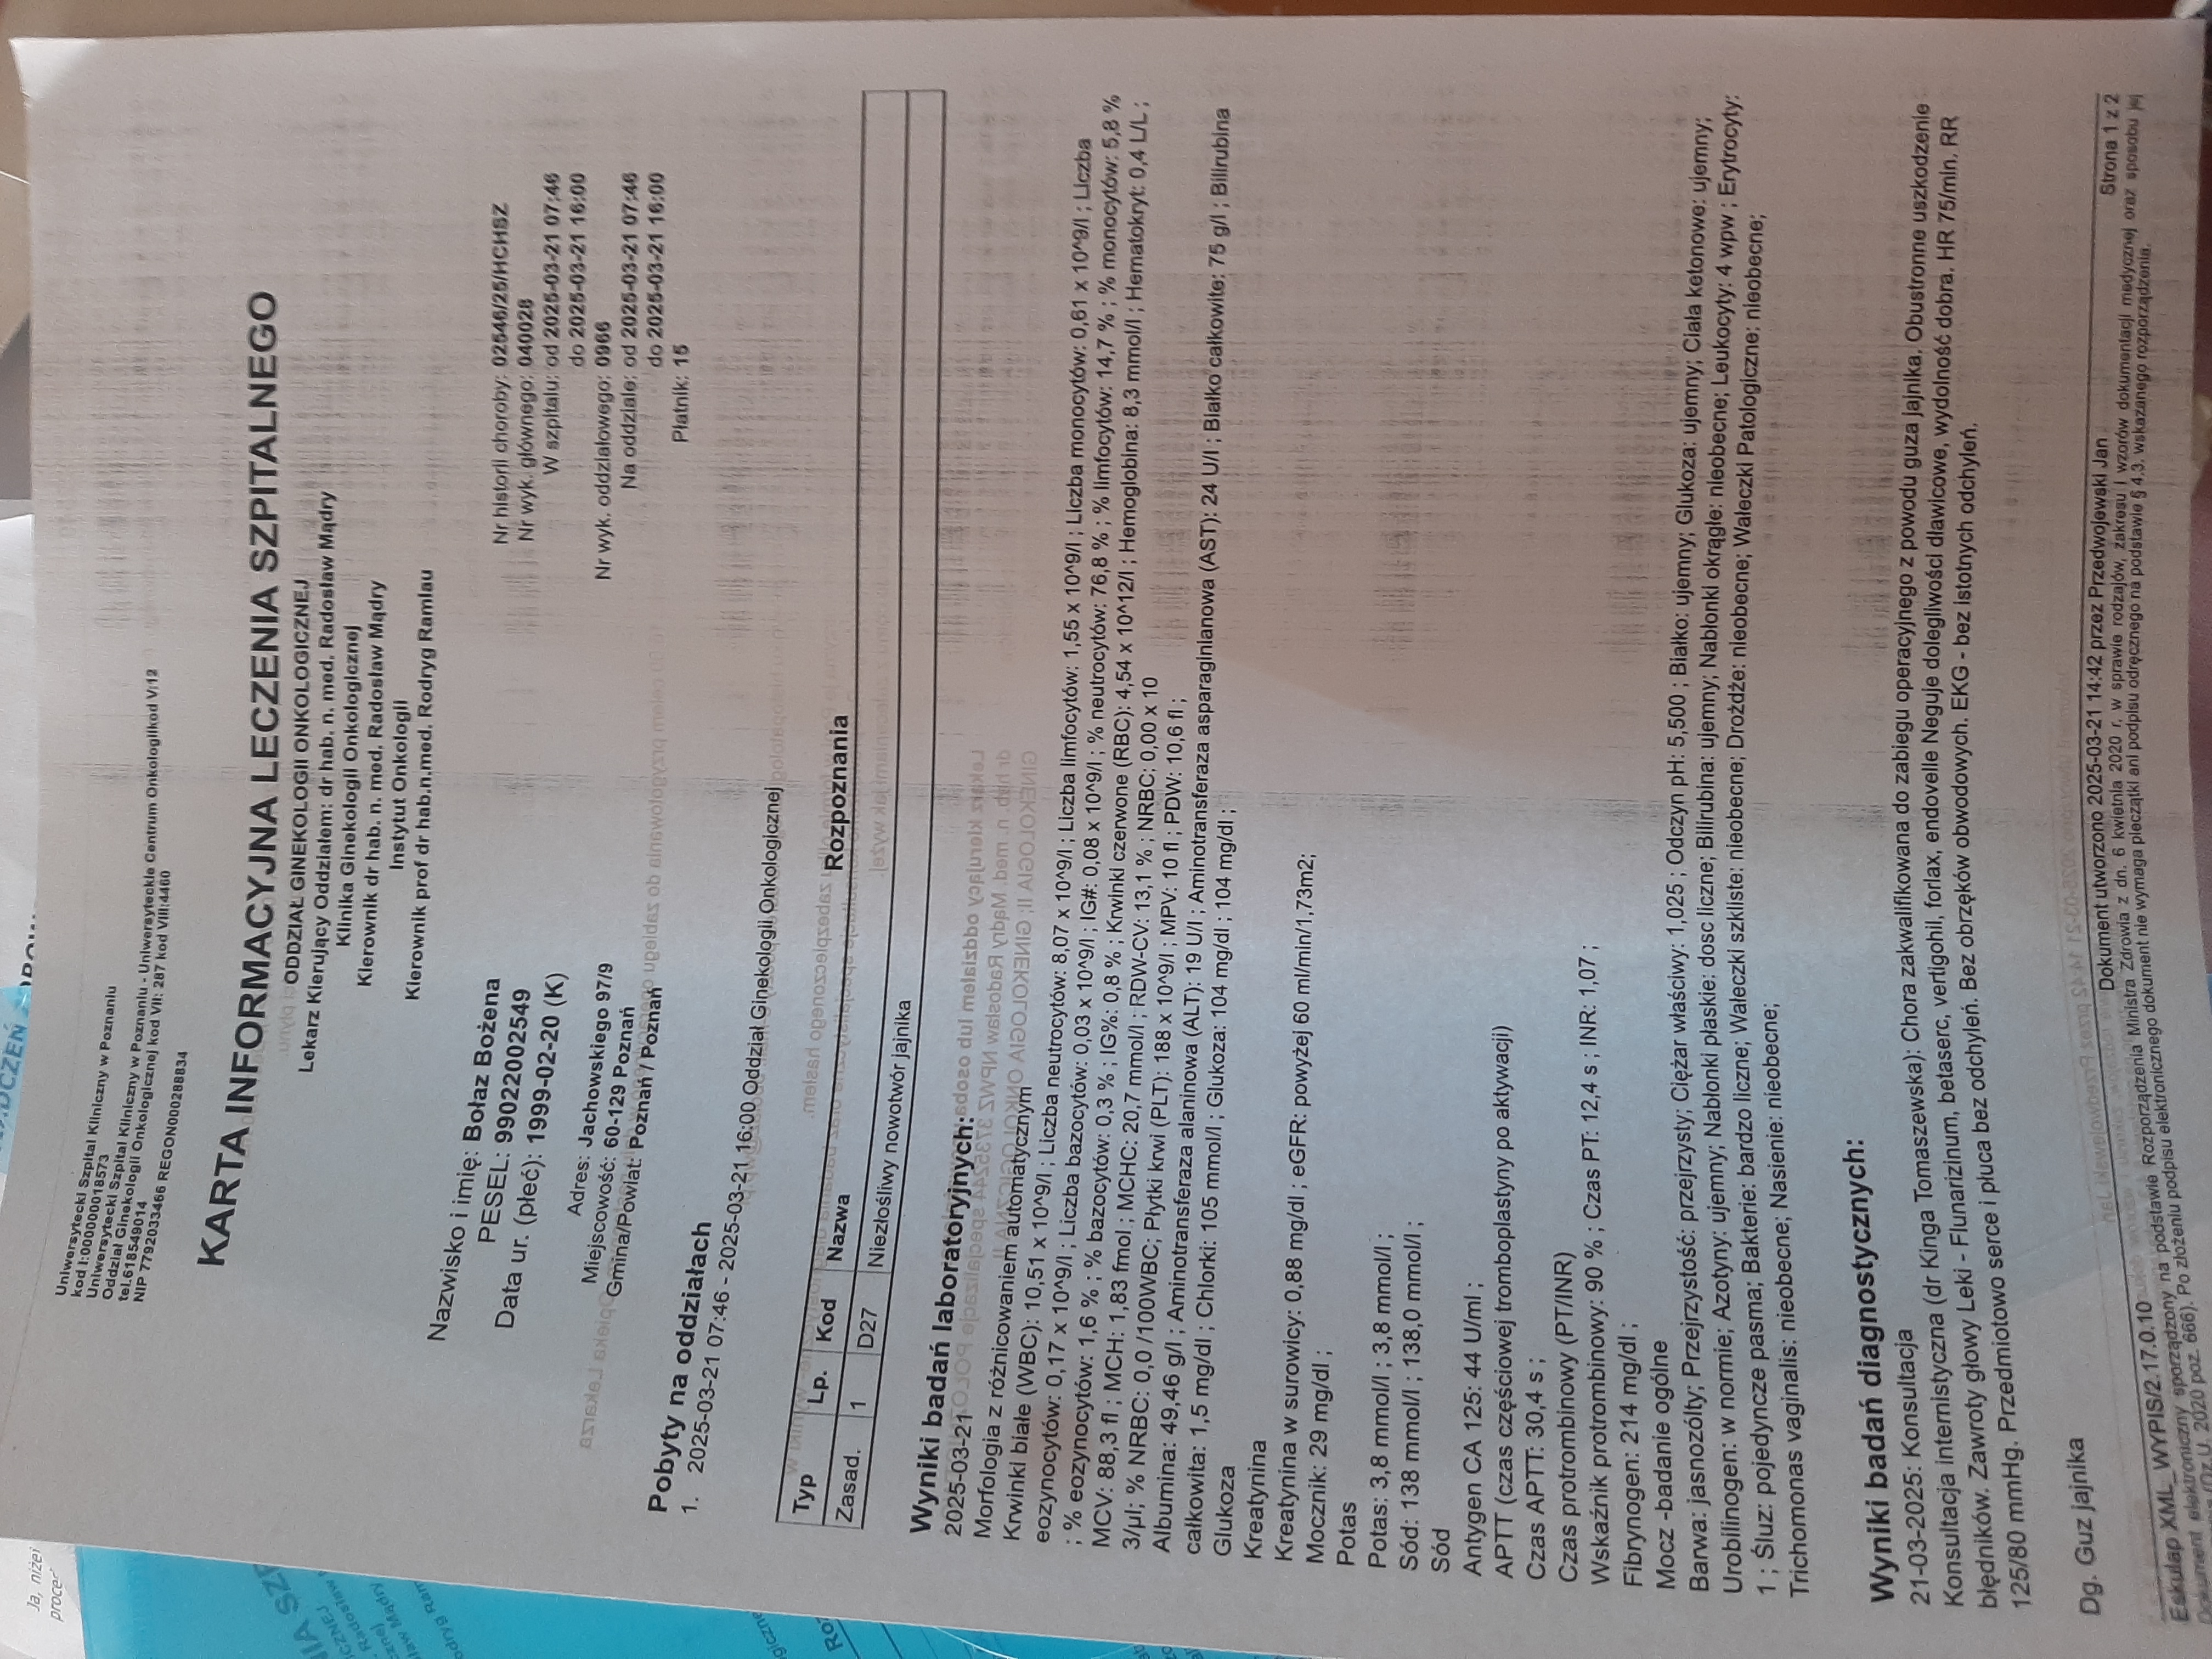 Ja, niżej
Uniwersytecki Szpital Kliniczny w Poznaniu
kod I:000000018573
Uniwersytecki Szpital Kliniczny w Poznaniu - Uniwersyteckie Centrum Onkologiikod V:12
Oddział Ginekologii Onkologicznej kod VII: 287 kod VIII:4460
tel.618549014
NIP 7792033466 REGON000288834
KARTA INFORMACYJNA LECZENIA SZPITALNEGO
ODDZIAŁ GINEKOLOGII ONKOLOGICZNEJ
Lekarz Kierujący Oddziałem: dr hab. n. med. Radosław Mądry
Klinika Ginekologii Onkologicznej
Kierownik dr hab. n. med. Radosław Mądry
Instytut Onkologii
Kierownik prof dr hab.n.med. Rodryg Ramlau
Nazwisko i imię: Bołaz Bożena
PESEL: 99022002549
Data ur. (płeć): 1999-02-20 (K)
Adres: Jachowskiego 97/9
Miejscowość: 60-129 Poznań
Gmina/Powiat: Poznań / Poznań
Nr historii choroby: 02546/25/HCHSZ
Nr wyk. głównego: 040028
W szpitalu: od 2025-03-21 07:46
do 2025-03-21 16:00
Nr wyk. oddziałowego: 0966
Na oddziale: od 2025-03-21 07:46
do 2025-03-21 16:00
Płatnik: 15
Pobyty na oddziałach
1. 2025-03-21 07:46 - 2025-03-21 16:00 Oddział Ginekologii Onkologicznej
Rozpoznania
Typ Lp. Kod Nazwa
Zasad. 1 D27 Niezłośliwy nowotwór jajnika
Wyniki badań laboratoryjnych:
2025-03-21
Morfologia z różnicowaniem automatycznym
Krwinki białe (WBC): 10,51 x 10^9/l ; Liczba neutrocytów: 8,07 x 10^9/l ; Liczba limfocytów: 1,55 x 10^9/l ; Liczba monocytów: 0,61 x 10^9/l ; Liczba
eozynocytów: 0,17 x 10^9/l ; Liczba bazocytów: 0,03 x 10^9/l ; IG#: 0,08 x 10^9/l ; % neutrocytów: 76,8 % ; % limfocytów: 14,7 % ; % monocytów: 5,8 %
; % eozynocytów: 1,6 % ; % bazocytów: 0,3 % ; IG%: 0,8 % ; Krwinki czerwone (RBC): 4,54 x 10^12/l ; Hemoglobina: 8,3 mmol/l ; Hematokryt: 0,4 L/L ;
MCV: 88,3 fl ; MCH: 1,83 fmol ; MCHC: 20,7 mmol/l ; RDW-CV: 13,1 % ; NRBC: 0,00 x 10
3/µl; % NRBC: 0,0 /100WBC; Płytki krwi (PLT): 188 x 10^9/l ; MPV: 10 fl ; PDW: 10,6 fl ;
Albumina: 49,46 g/l ; Aminotransferaza alaninowa (ALT): 19 U/l ; Aminotransferaza asparaginianowa (AST): 24 U/l ; Białko całkowite: 75 g/l ; Bilirubina
całkowita: 1,5 mg/dl ; Chlorki: 105 mmol/l ; Glukoza: 104 mg/dl ; 104 mg/dl ;
Glukoza
Kreatynina
Kreatynina w surowicy: 0,88 mg/dl ; eGFR: powyżej 60 ml/min/1,73m2;
Mocznik: 29 mg/dl ;
Potas
Potas: 3,8 mmol/l ; 3,8 mmol/l ;
Sód: 138 mmol/l ; 138,0 mmol/l ;
Sód
Antygen CA 125: 44 U/ml ;
APTT (czas częściowej tromboplastyny po aktywacji)
Czas APTT: 30,4 s ;
Czas protrombinowy (PT/INR)
Wskaźnik protrombinowy: 90 % ; Czas PT: 12,4 s ; INR: 1,07 ;
Fibrynogen: 214 mg/dl ;
Mocz -badanie ogólne
Barwa: jasnozólty; Przejrzystość: przejrzysty; Ciężar właściwy: 1,025 ; Odczyn pH: 5,500 ; Białko: ujemny; Glukoza: ujemny; Ciała ketonowe: ujemny;
Urobilinogen: w normie; Azotyny: ujemny; Nabłonki płaskie: dosc liczne; Bilirubina: ujemny; Nabłonki okrągłe: nieobecne; Leukocyty: 4 wpw ; Erytrocyty:
1 ; Śluz: pojedyncze pasma; Bakterie: bardzo liczne; Wałeczki szkliste: nieobecne; Drożdże: nieobecne; Wałeczki Patologiczne: nieobecne;
Trichomonas vaginalis: nieobecne; Nasienie: nieobecne;
Wyniki badań diagnostycznych:
21-03-2025: Konsultacja
Konsultacja internistyczna (dr Kinga Tomaszewska): Chora zakwalifikowana do zabiegu operacyjnego z powodu guza jajnika. Obustronne uszkodzenie
błędników. Zawroty głowy Leki - Flunarizinum, betaserc, vertigohil, forlax, endovelle Neguje dolegliwości dławicowe, wydolność dobra. HR 75/min. RR
125/80 mmHg. Przedmiotowo serce i płuca bez odchyleń. Bez obrzęków obwodowych. EKG - bez istotnych odchyleń.
Dg. Guz jajnika
Dokument utworzono 2025-03-21 14:42 przez Przedwojewski Jan
Strona 1 z 2
Eskulap XML_WYPIS/2.17.0.10
Dokument elektroniczny sporządzony na podstawie Rozporządzenia Ministra Zdrowia z dn. 6 kwietnia 2020 r. w sprawie rodzajów, zakresu i wzorów dokumentacji medycznej oraz sposobu jej
(Dz.U. 2020 poz. 666). Po złożeniu podpisu elektronicznego dokument nie wymaga pieczątki ani podpisu odręcznego na podstawie § 4.3. wskazanego rozporządzenia.